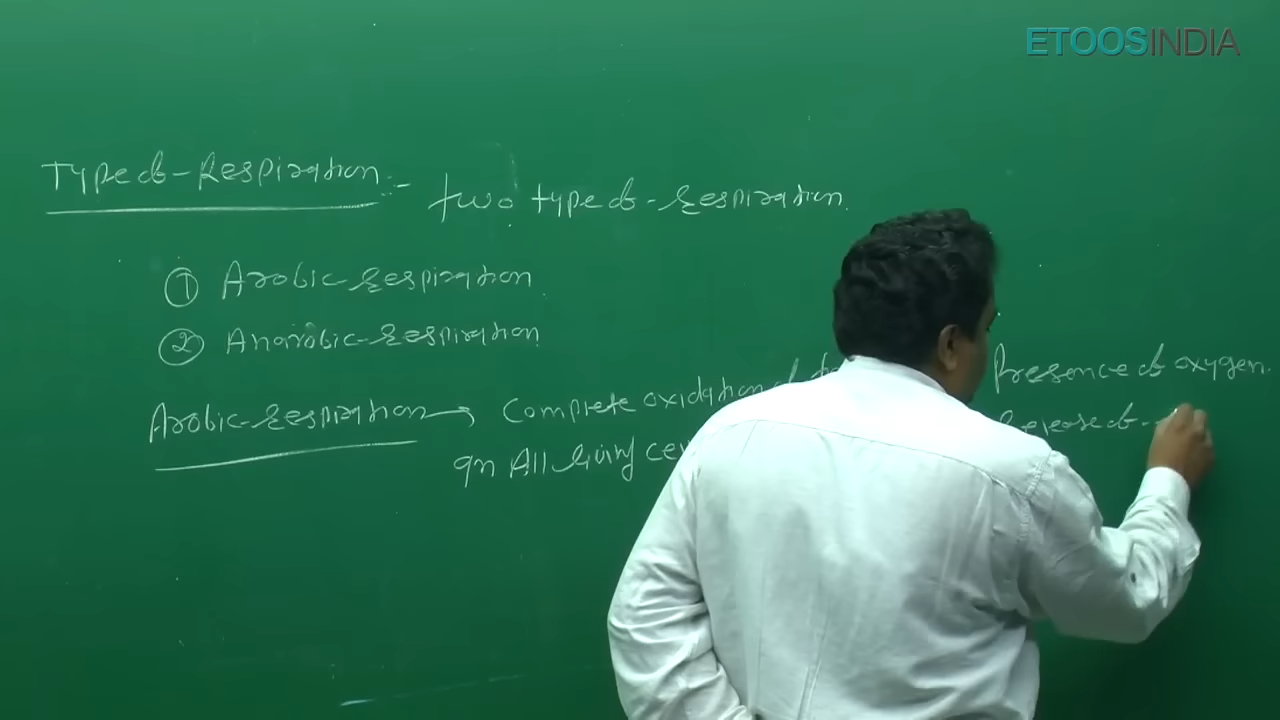 ETOOSINDIA
Type of - Respiration :- two type of - Respiration.
① Arobic - Respiration
② Anarobic - Respiration
Arobic - Respiration → Complete oxidation of Presence of oxygen.
In All living Release of -